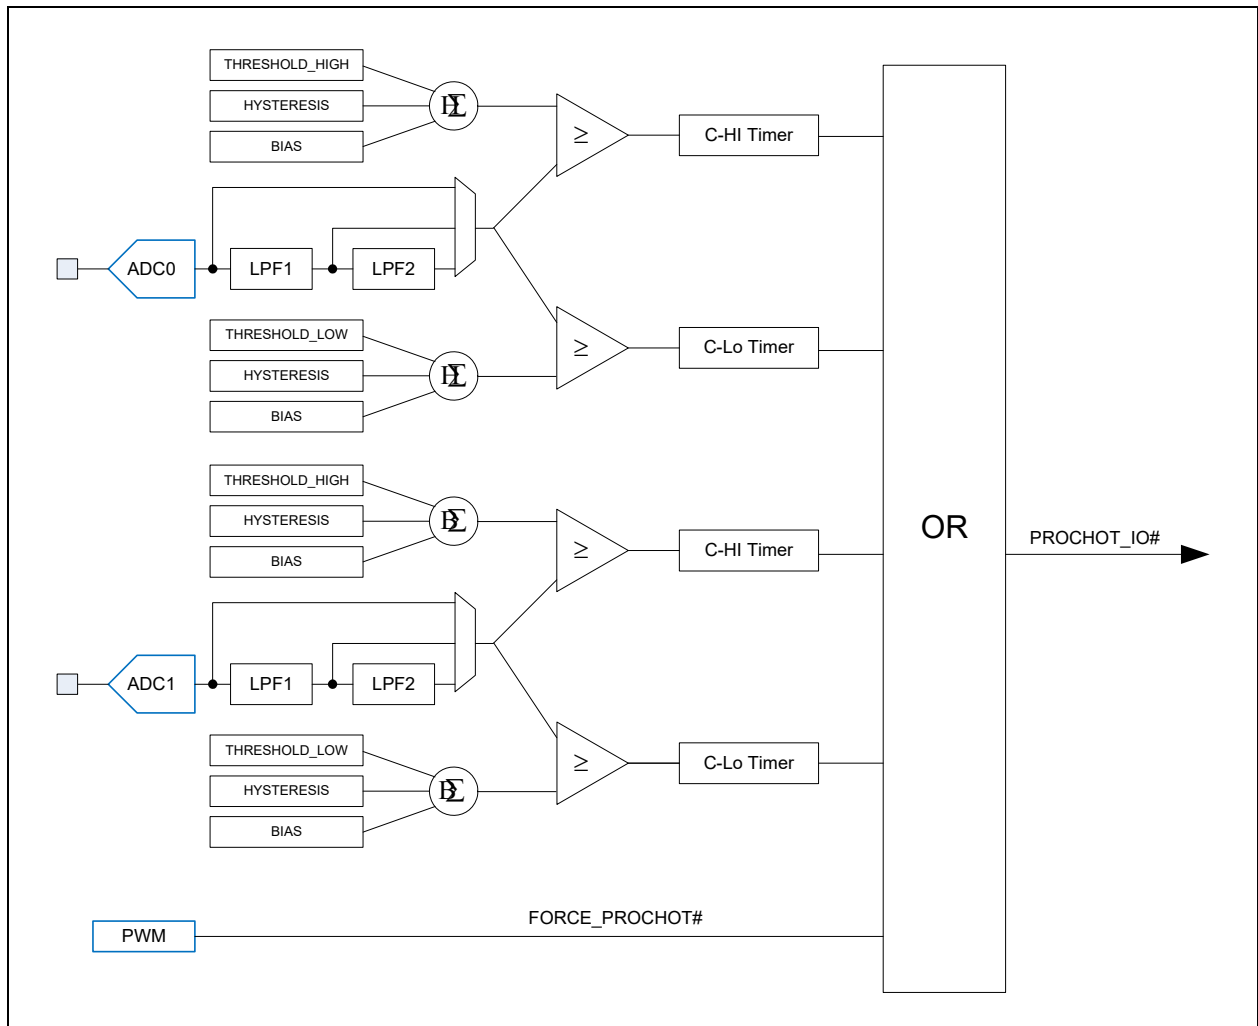 THRESHOLD_HIGH
HYSTERESIS
BIAS
Σ
≥
C-HI Timer
ADC0
LPF1
LPF2
THRESHOLD_LOW
HYSTERESIS
BIAS
Σ
≥
C-Lo Timer
THRESHOLD_HIGH
HYSTERESIS
BIAS
Σ
≥
C-HI Timer
OR
PROCHOT_IO#
ADC1
LPF1
LPF2
THRESHOLD_LOW
HYSTERESIS
BIAS
Σ
≥
C-Lo Timer
PWM
FORCE_PROCHOT#